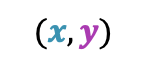 (x, y)